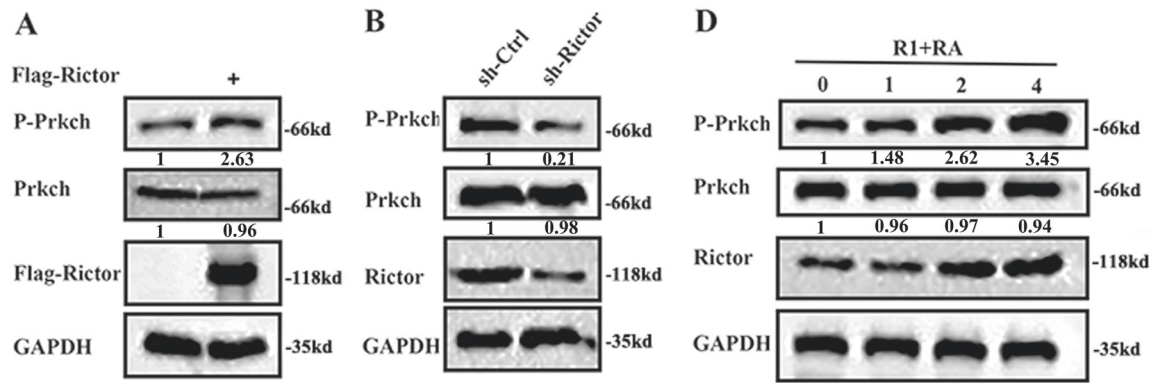 A
Flag-Rictor +
P-Prkch -66kd
1 2.63
Prkch -66kd
1 0.96
Flag-Rictor -118kd
GAPDH -35kd
B
sh-Ctrl sh-Rictor
P-Prkch -66kd
1 0.21
Prkch -66kd
1 0.98
Rictor -118kd
GAPDH -35kd
D
R1+RA
0 1 2 4
P-Prkch -66kd
1 1.48 2.62 3.45
Prkch -66kd
1 0.96 0.97 0.94
Rictor -118kd
GAPDH -35kd